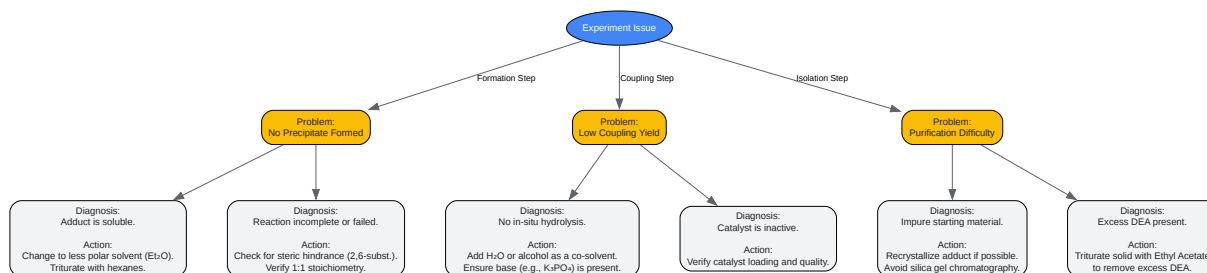 Experiment Issue
Formation Step
Coupling Step
Isolation Step
Problem:
No Precipitate Formed
Problem:
Low Coupling Yield
Problem:
Purification Difficulty
Diagnosis:
Adduct is soluble.
Action:
Change to less polar solvent (Et₂O).
Triturate with hexanes.
Diagnosis:
Reaction incomplete or failed.
Action:
Check for steric hindrance (2,6-subst.).
Verify 1:1 stoichiometry.
Diagnosis:
No in-situ hydrolysis.
Action:
Add H₂O or alcohol as a co-solvent.
Ensure base (e.g., K₃PO₄) is present.
Diagnosis:
Catalyst is inactive.
Action:
Verify catalyst loading and quality.
Diagnosis:
Impure starting material.
Action:
Recrystallize adduct if possible.
Avoid silica gel chromatography.
Diagnosis:
Excess DEA present.
Action:
Triturate solid with Ethyl Acetate
to remove excess DEA.